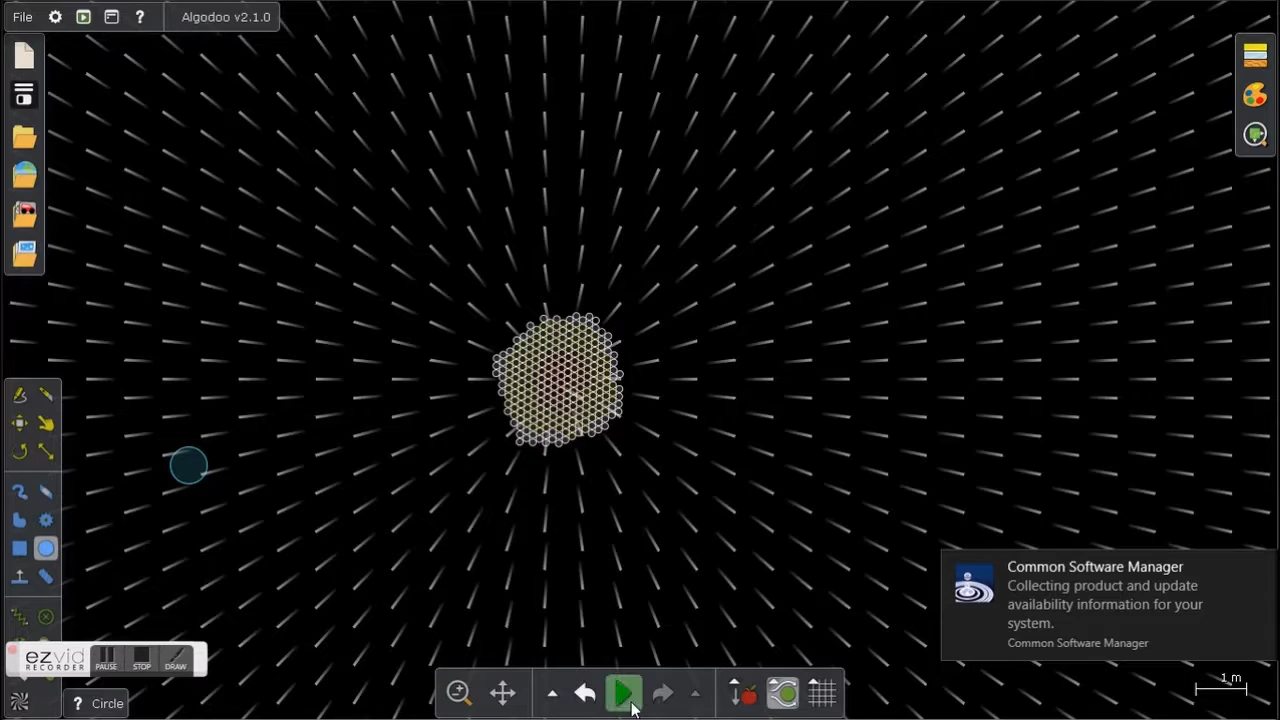 File
?
Algodoo v2.1.0
Common Software Manager
Collecting product and update
availability information for your
system.
Common Software Manager
ezvid
RECORDER
PAUSE
STOP
DRAW
? Circle
1 m